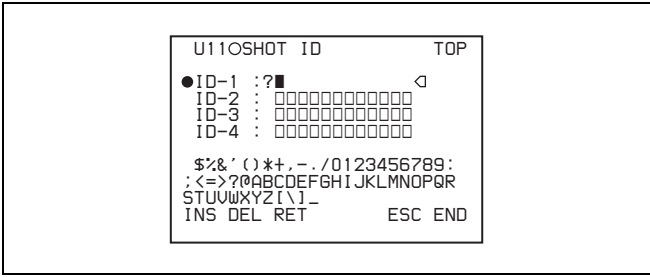 U11○SHOT ID TOP
●ID-1 :?■
ID-2 : □□□□□□□□□□□□
ID-3 : □□□□□□□□□□□□
ID-4 : □□□□□□□□□□□□
$%&'()*+,-./0123456789:
;<=>?@ABCDEFGHIJKLMNOPQR
STUVWXYZ[\]_
INS DEL RET ESC END